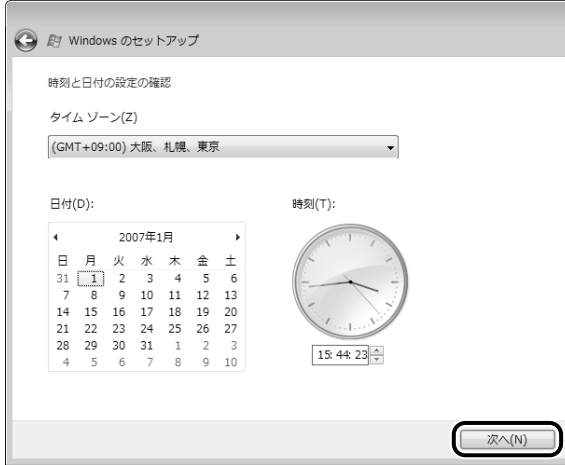 Windows のセットアップ
時刻と日付の設定の確認
タイム ゾーン(Z)
(GMT+09:00) 大阪、札幌、東京
日付(D):
2007年1月
日 月 火 水 木 金 土
31 1 2 3 4 5 6
7 8 9 10 11 12 13
14 15 16 17 18 19 20
21 22 23 24 25 26 27
28 29 30 31 1 2 3
4 5 6 7 8 9 10
時刻(T):
15: 44: 23
次へ(N)